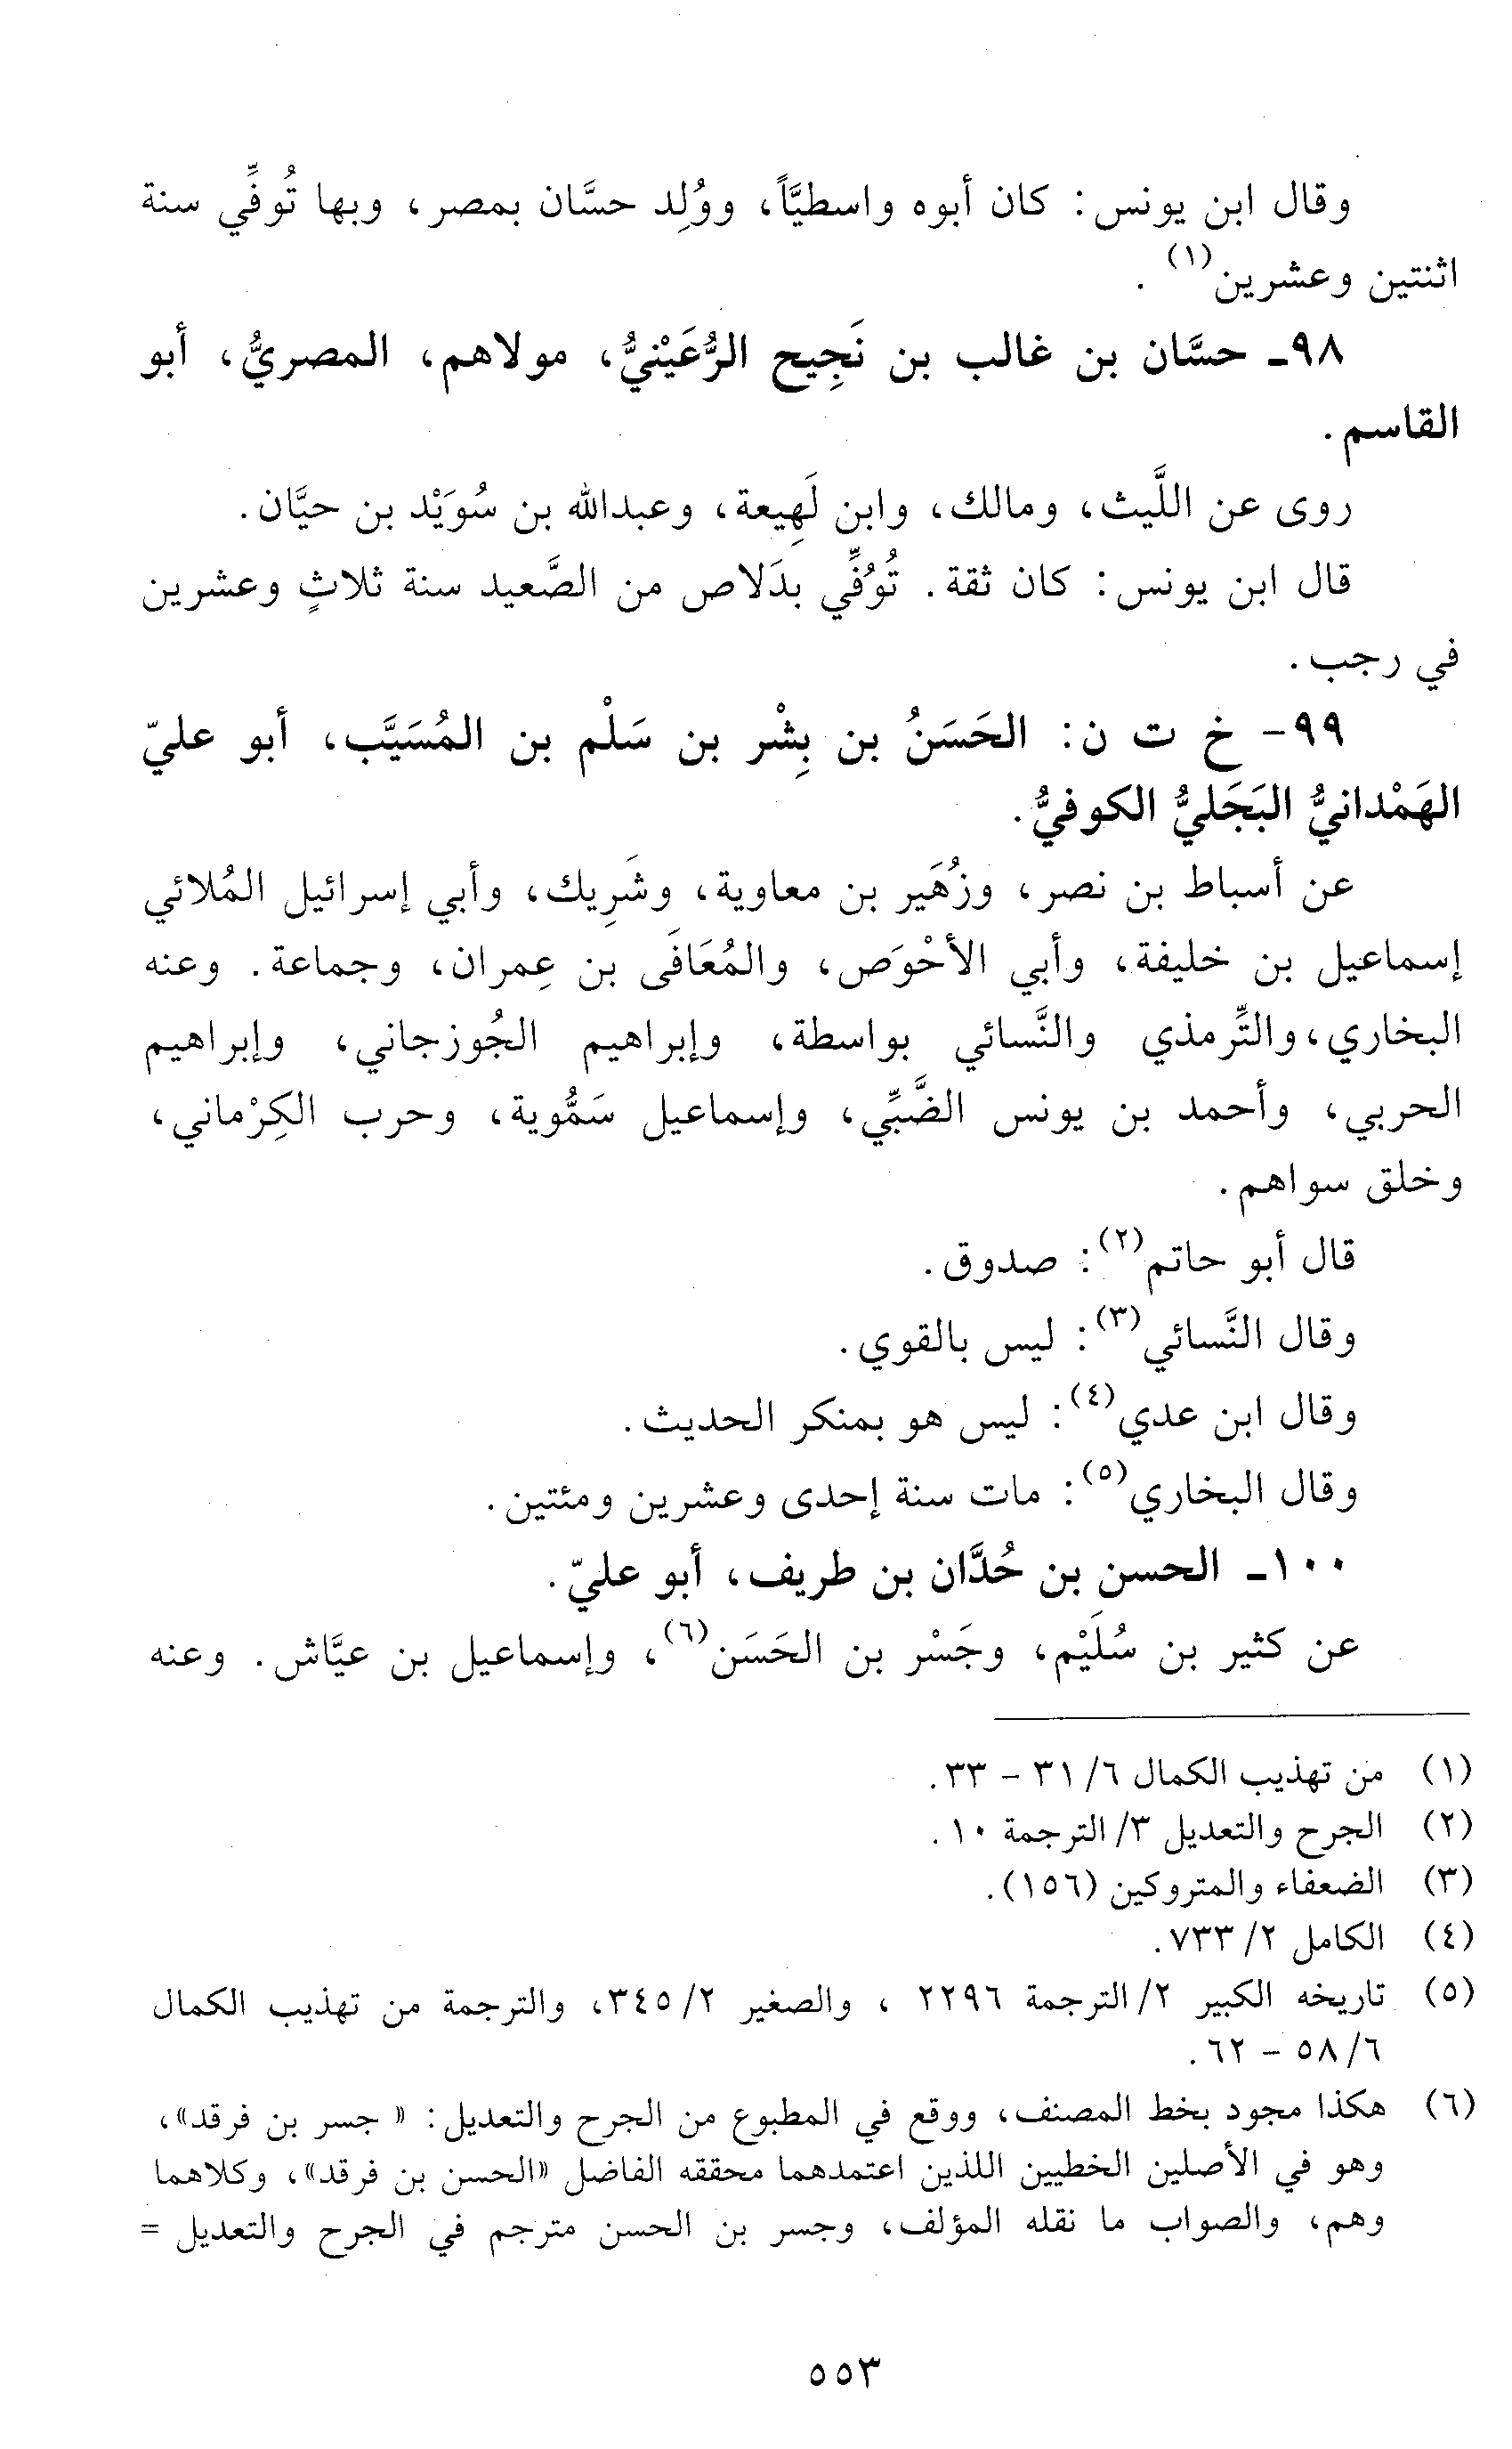 وقال ابن يونس: كان أبوه واسطيَّاً، ووُلِد حسَّان بمصر، وبها تُوفِّي سنة
اثنتين وعشرين(١).
٩٨ـ حسَّان بن غالب بن نَجِيح الرُّعَيْنيُّ، مولاهم، المصريُّ، أبو
القاسم.
روى عن اللَّيث، ومالك، وابن لَهِيعة، وعبدالله بن سُوَيْد بن حيَّان.
قال ابن يونس: كان ثقة. تُوُفِّي بدَلاص من الصَّعيد سنة ثلاثٍ وعشرين
في رجب.
٩٩- خ ت ن: الحَسَنُ بن بِشْر بن سَلْم بن المُسَيَّب، أبو عليّ
الهَمْدانيُّ البَجَليُّ الكوفيُّ.
عن أسباط بن نصر، وزُهَير بن معاوية، وشَرِيك، وأبي إسرائيل المُلائي
إسماعيل بن خليفة، وأبي الأحْوَص، والمُعَافَى بن عِمران، وجماعة. وعنه
البخاري، والتِّرمذي والنَّسائي بواسطة، وإبراهيم الجُوزجاني، وإبراهيم
الحربي، وأحمد بن يونس الضَّبِّي، وإسماعيل سَمُّوية، وحرب الكِرْماني،
وخلق سواهم.
قال أبو حاتم(٢): صدوق.
وقال النَّسائي(٣): ليس بالقوي.
وقال ابن عدي(٤): ليس هو بمنكر الحديث.
وقال البخاري(٥): مات سنة إحدى وعشرين ومئتين.
١٠٠ـ الحسن بن حُدَّان بن طريف، أبو عليّ.
عن كثير بن سُلَيْم، وجَسْر بن الحَسَن(٦)، وإسماعيل بن عيَّاش. وعنه
(١) من تهذيب الكمال ٦/ ٣١ - ٣٣.
(٢) الجرح والتعديل ٣/ الترجمة ١٠.
(٣) الضعفاء والمتروكين (١٥٦).
(٤) الكامل ٢/ ٧٣٣.
(٥) تاريخه الكبير ٢/ الترجمة ٢٢٩٦ ، والصغير ٢/ ٣٤٥، والترجمة من تهذيب الكمال
٦/ ٥٨ - ٦٢.
(٦) هكذا مجود بخط المصنف، ووقع في المطبوع من الجرح والتعديل: « جسر بن فرقد»،
وهو في الأصلين الخطيين اللذين اعتمدهما محققه الفاضل «الحسن بن فرقد»، وكلاهما
وهم، والصواب ما نقله المؤلف، وجسر بن الحسن مترجم في الجرح والتعديل =
٥٥٣